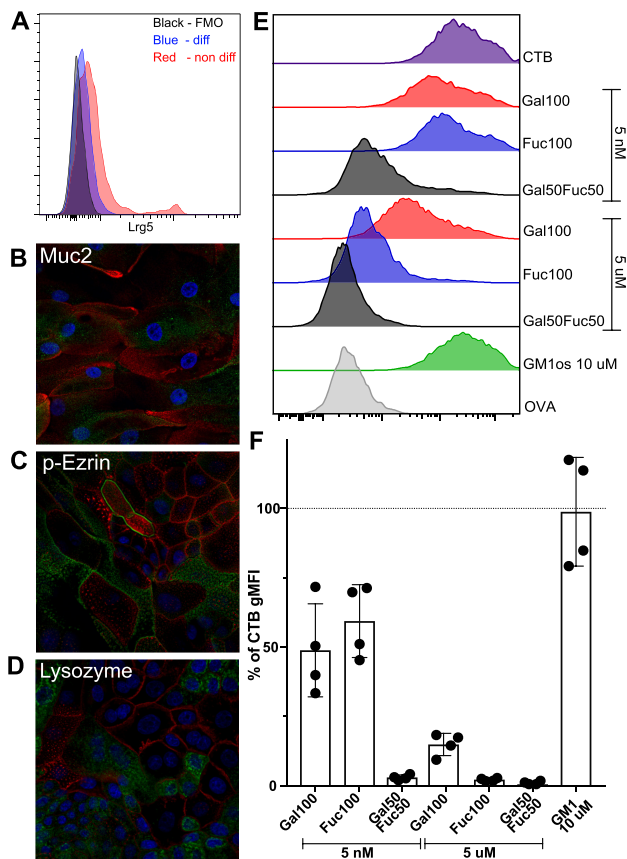 A
Black - FMO
Blue - diff
Red - non diff
Lrg5
B
Muc2
C
p-Ezrin
D
Lysozyme
E
CTB
Gal100
Fuc100
Gal50Fuc50
5 nM
Gal100
Fuc100
Gal50Fuc50
5 uM
GM1os 10 uM
OVA
F
% of CTB gMFI
100
50
0
Gal100
Fuc100
Gal50
Fuc50
Gal100
Fuc100
Gal50
Fuc50
GM1
10 uM
5 nM
5 uM